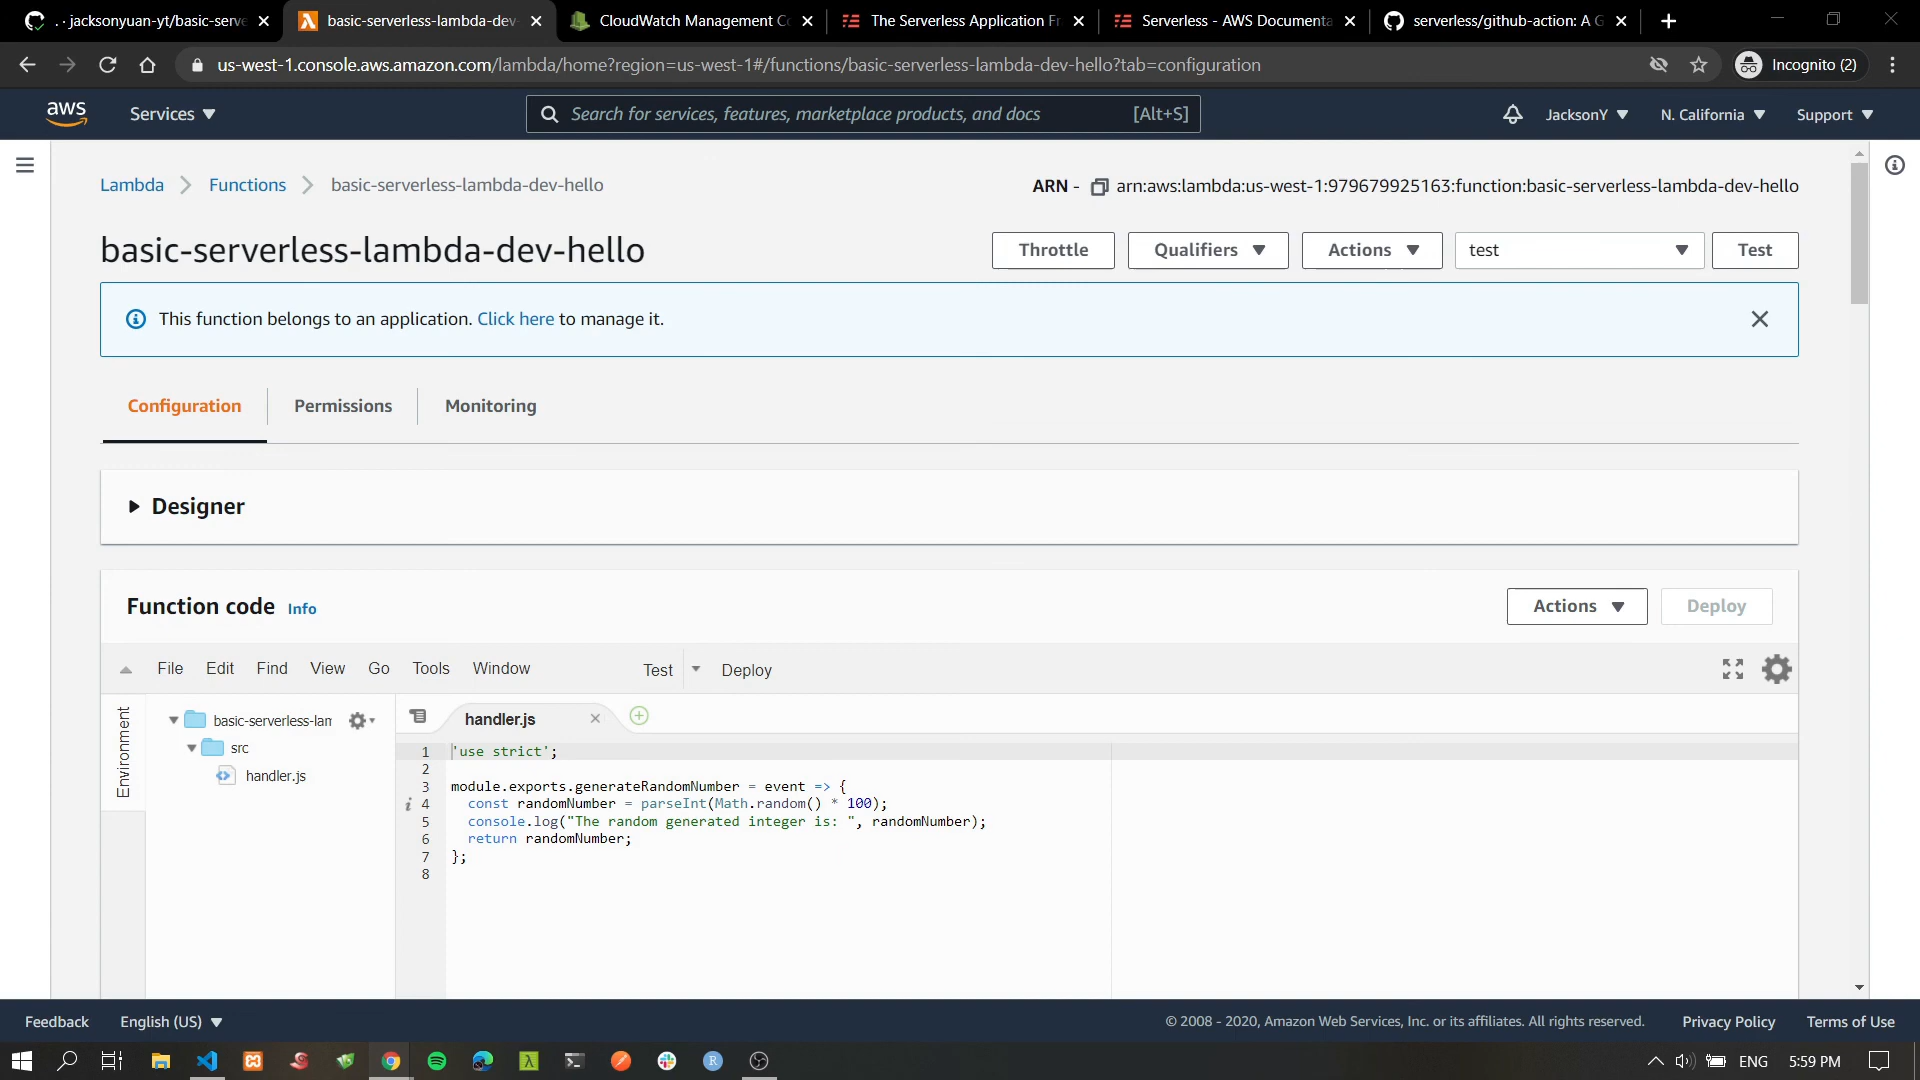 . · jacksonyuan-yt/basic-serve
basic-serverless-lambda-dev-
CloudWatch Management Co
The Serverless Application Fr
Serverless - AWS Documenta
serverless/github-action: A G
us-west-1.console.aws.amazon.com/lambda/home?region=us-west-1#/functions/basic-serverless-lambda-dev-hello?tab=configuration
Incognito (2)
aws
Services
Search for services, features, marketplace products, and docs
[Alt+S]
JacksonY
N. California
Support
Lambda
Functions
basic-serverless-lambda-dev-hello
ARN - arn:aws:lambda:us-west-1:979679925163:function:basic-serverless-lambda-dev-hello
basic-serverless-lambda-dev-hello
Throttle
Qualifiers
Actions
test
Test
This function belongs to an application. Click here to manage it.
Configuration
Permissions
Monitoring
Designer
Function code Info
Actions
Deploy
File
Edit
Find
View
Go
Tools
Window
Test
Deploy
Environment
basic-serverless-lam
src
handler.js
handler.js
1 'use strict';
2
3 module.exports.generateRandomNumber = event => {
i 4 const randomNumber = parseInt(Math.random() * 100);
5 console.log("The random generated integer is: ", randomNumber);
6 return randomNumber;
7 };
8
Feedback
English (US)
© 2008 - 2020, Amazon Web Services, Inc. or its affiliates. All rights reserved.
Privacy Policy
Terms of Use
ENG
5:59 PM